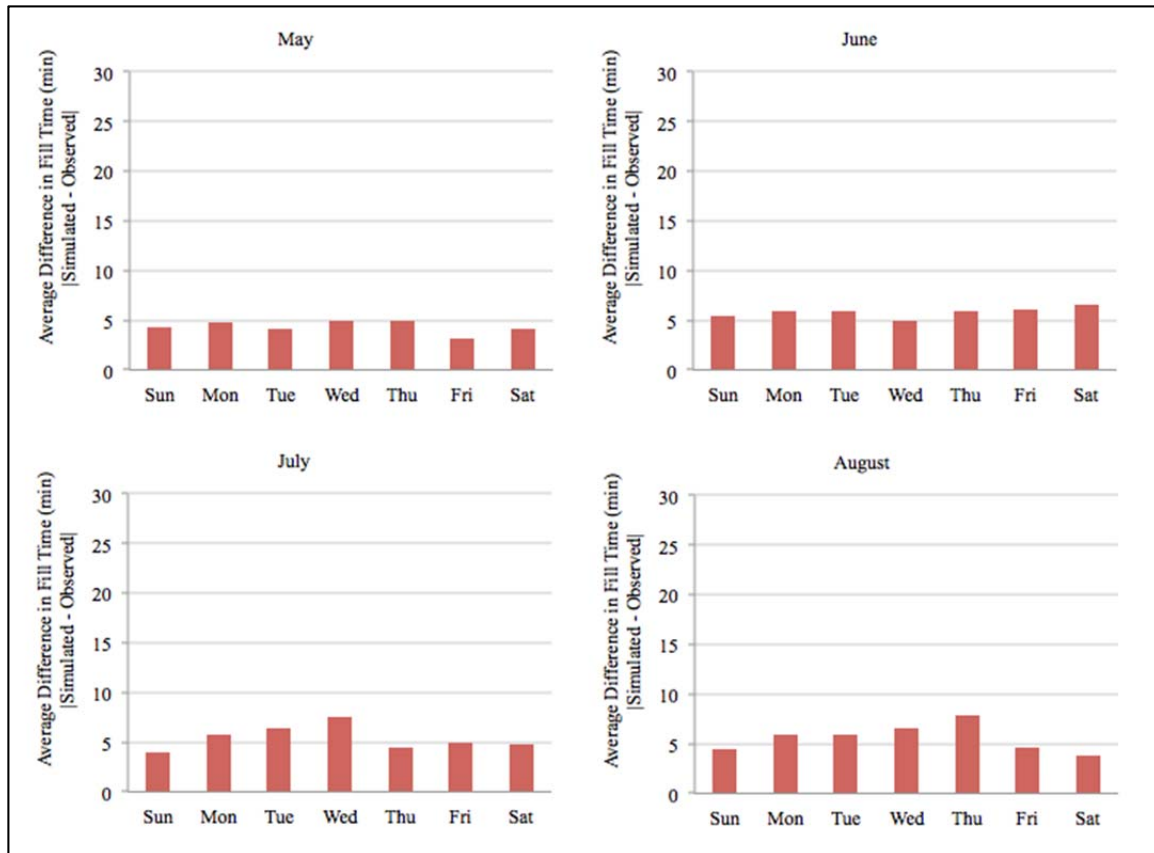 May
Average Difference in Fill Time (min)
|Simulated - Observed|
30
25
20
15
10
5
0
Sun Mon Tue Wed Thu Fri Sat
June
Average Difference in Fill Time (min)
|Simulated - Observed|
30
25
20
15
10
5
0
Sun Mon Tue Wed Thu Fri Sat
July
Average Difference in Fill Time (min)
|Simulated - Observed|
30
25
20
15
10
5
0
Sun Mon Tue Wed Thu Fri Sat
August
Average Difference in Fill Time (min)
|Simulated - Observed|
30
25
20
15
10
5
0
Sun Mon Tue Wed Thu Fri Sat